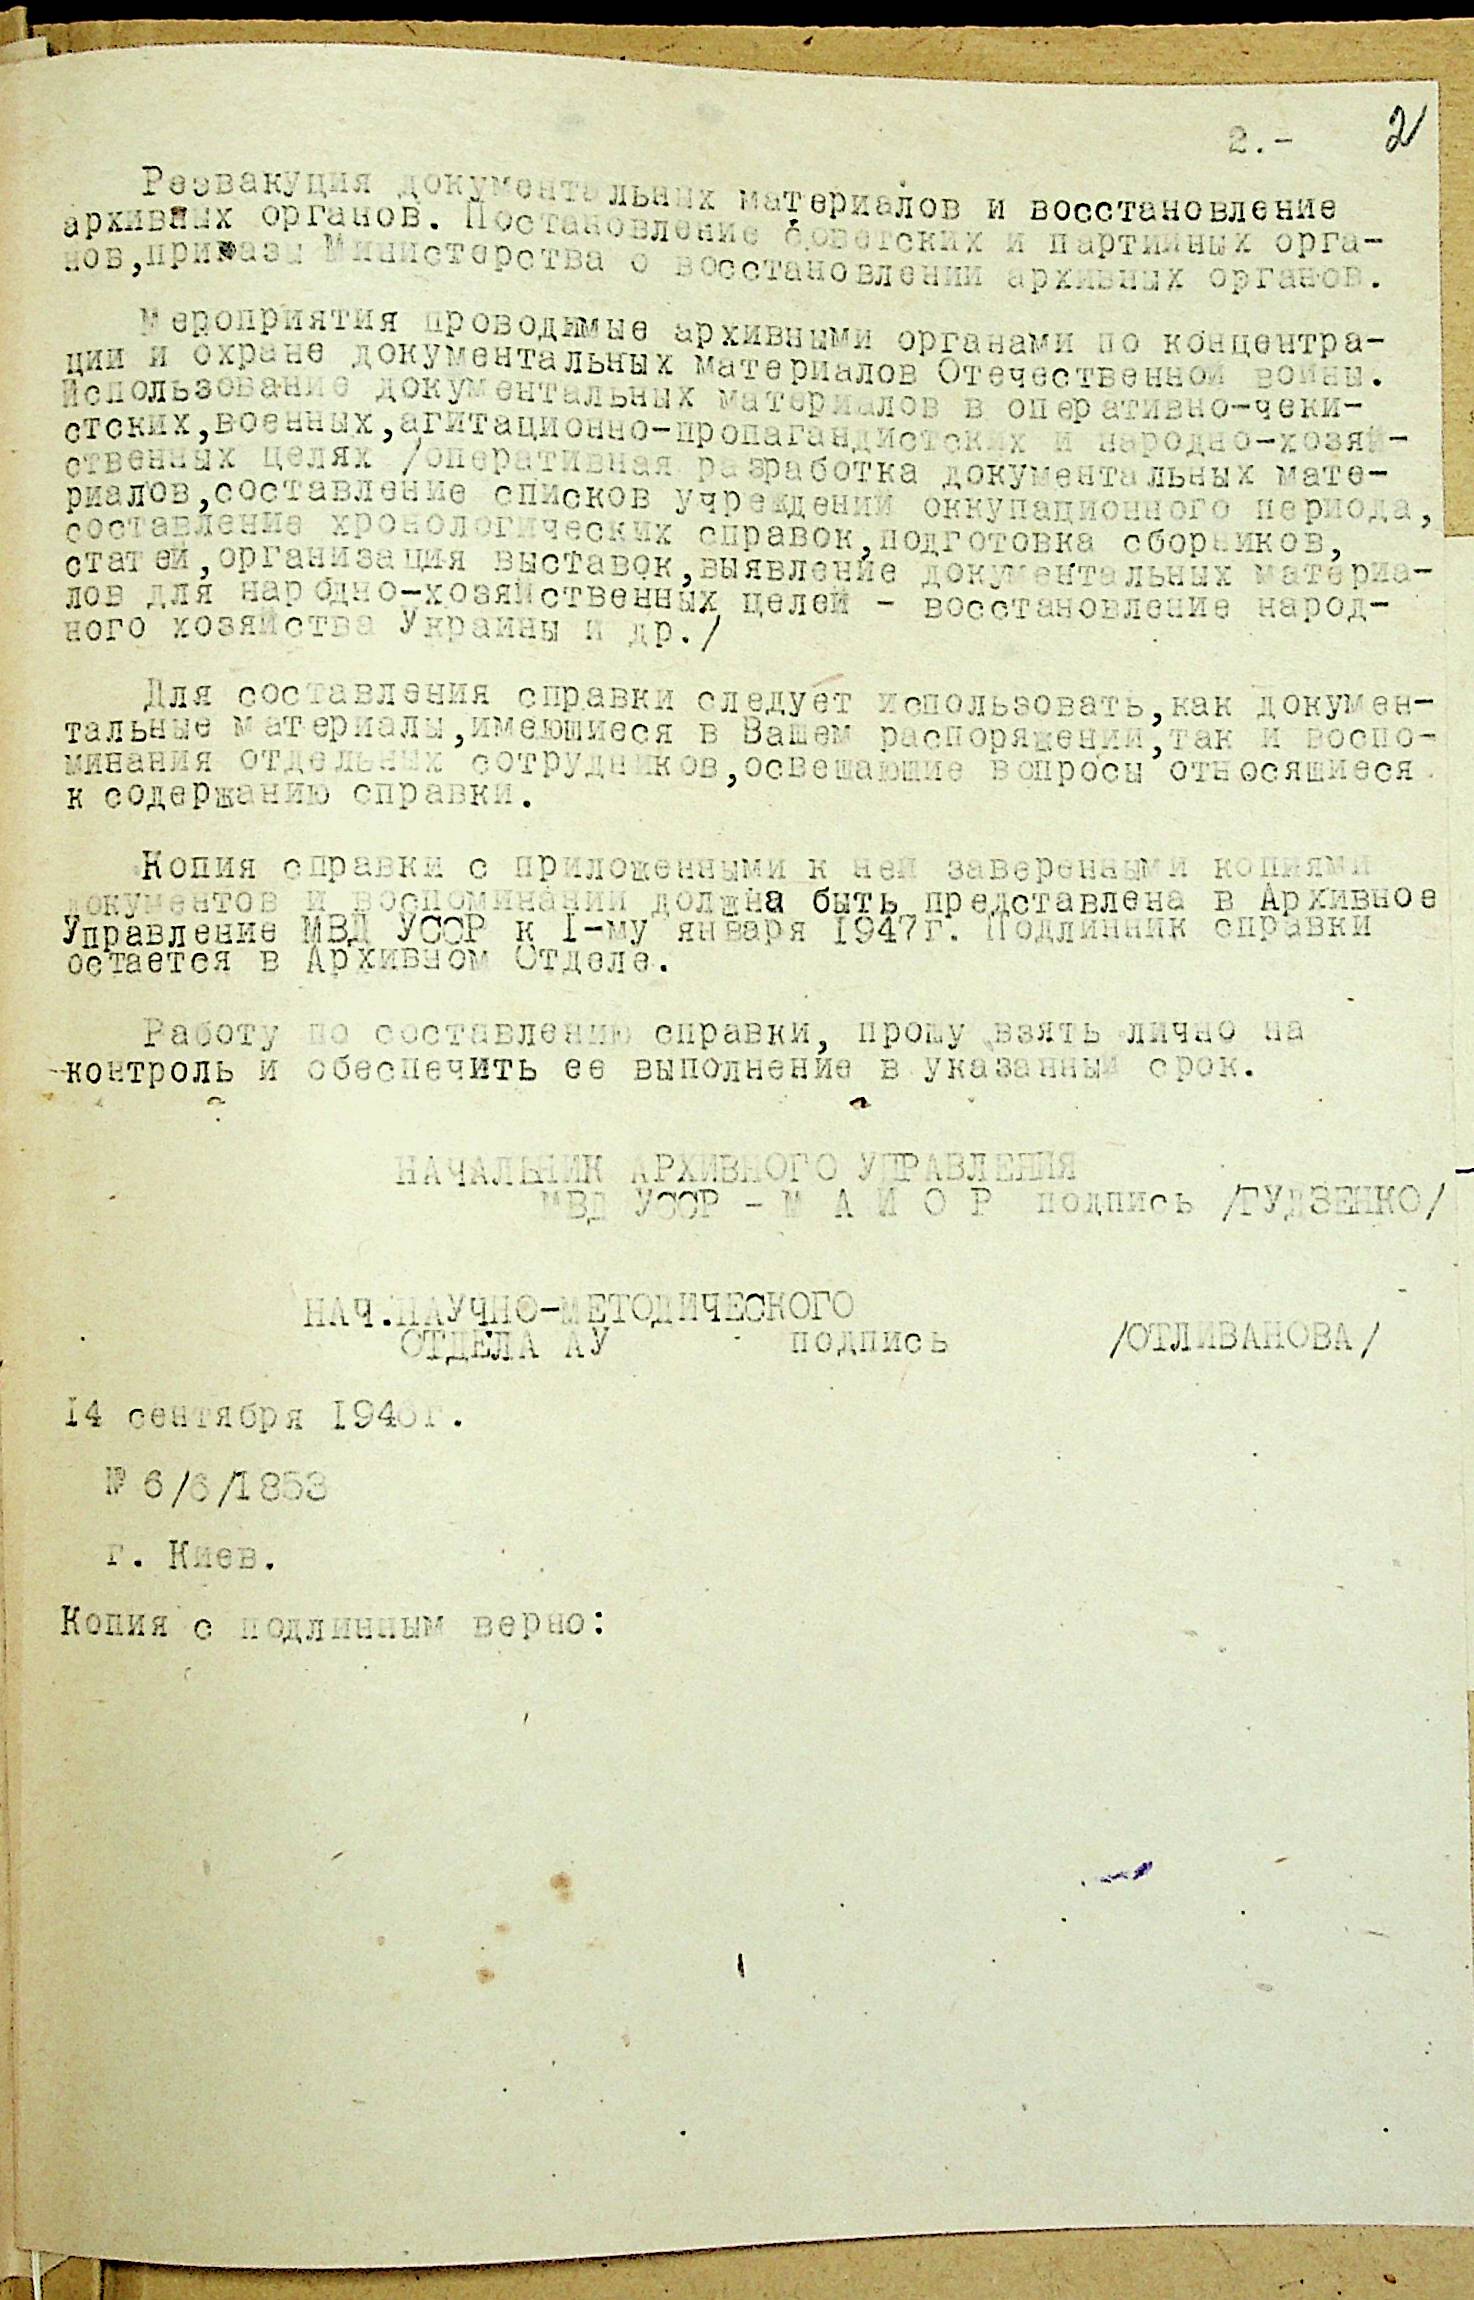 2.- 2
Реэвакуция документальных материалов и восстановление
архивных органов. Постановление советских и партийных орга-
нов,приказы Министерства о восстановлении архивных органов.
Мероприятия проводимые архивными органами по концентра-
ции и охране документальных материалов Отечественной войны.
Использование документальных материалов в оперативно-чеки-
стских,военных,агитационно-пропагандистских и народно-хозяй-
ственных целях /оперативная разработка документальных мате-
риалов,составление списков учреждений оккупационного периода,
составление хронологических справок,подготовка сборников,
статей,организация выставок,выявление документальных материа-
лов для народно-хозяйственных целей - восстановление народ-
ного хозяйства Украины и др./
Для составления справки следует использовать,как докумен-
тальные материалы,имеющиеся в Вашем распоряжении,так и воспо-
минания отдельных сотрудников,освещающие вопросы относящиеся
к содержанию справки.
Копия справки с приложенными к ней заверенными копиями
документов и воспоминаний должна быть представлена в Архивное
Управление МВД УССР к I-му января 1947г. Подлинник справки
остается в Архивном Отделе.
Работу по составлению справки, прошу взять лично на
контроль и обеспечить ее выполнение в указанный срок.
НАЧАЛЬНИК АРХИВНОГО УПРАВЛЕНИЯ
МВД УССР - М А Й О Р подпись /ГУДЗЕНКО/
НАЧ.НАУЧНО-МЕТОДИЧЕСКОГО
ОТДЕЛА АУ подпись /ОТЛИВАНОВА/
I4 сентября I946г.
№ 6/6/1853
г. Киев.
Копия с подлинным верно: